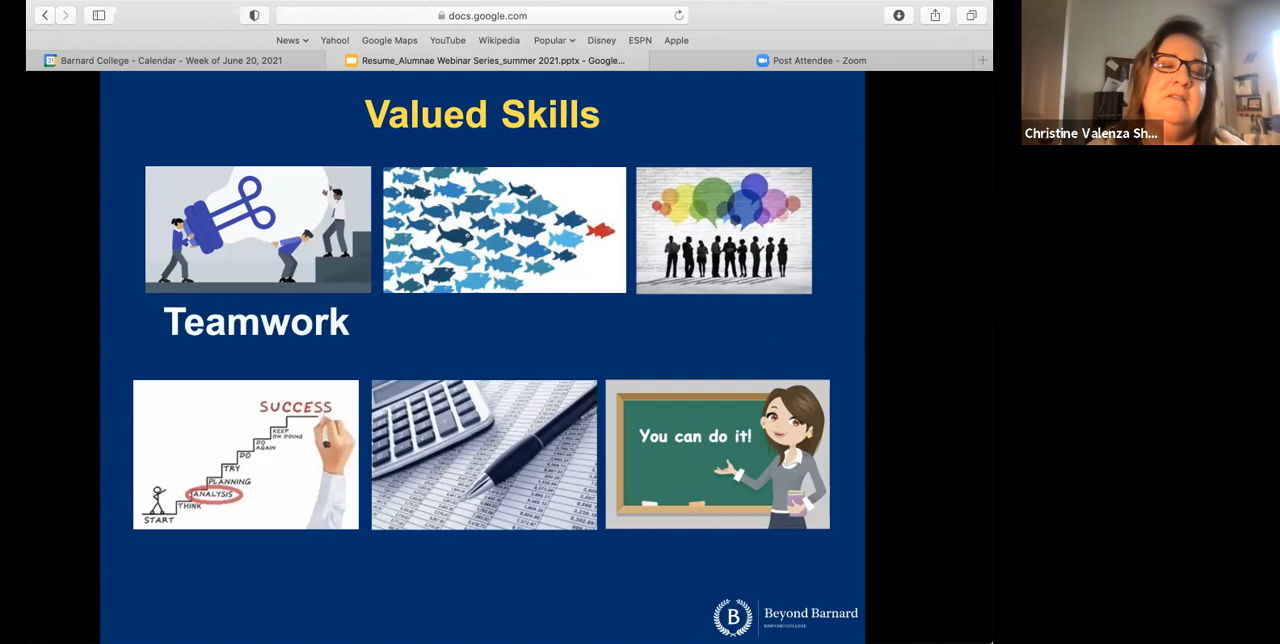 docs.google.com
News Yahoo! Google Maps YouTube Wikipedia Popular Disney ESPN Apple
Barnard College - Calendar - Week of June 20, 2021
Resume_Alumnae Webinar Series_summer 2021.pptx - Google...
Post Attendee - Zoom
Christine Valenza Sh...
Valued Skills
Teamwork
SUCCESS
KEEP
ON DOING
DO
AGAIN
DO
TRY
PLANNING
ANALYSIS
THINK
START
You can do it!
B
Beyond Barnard
BARNARD COLLEGE